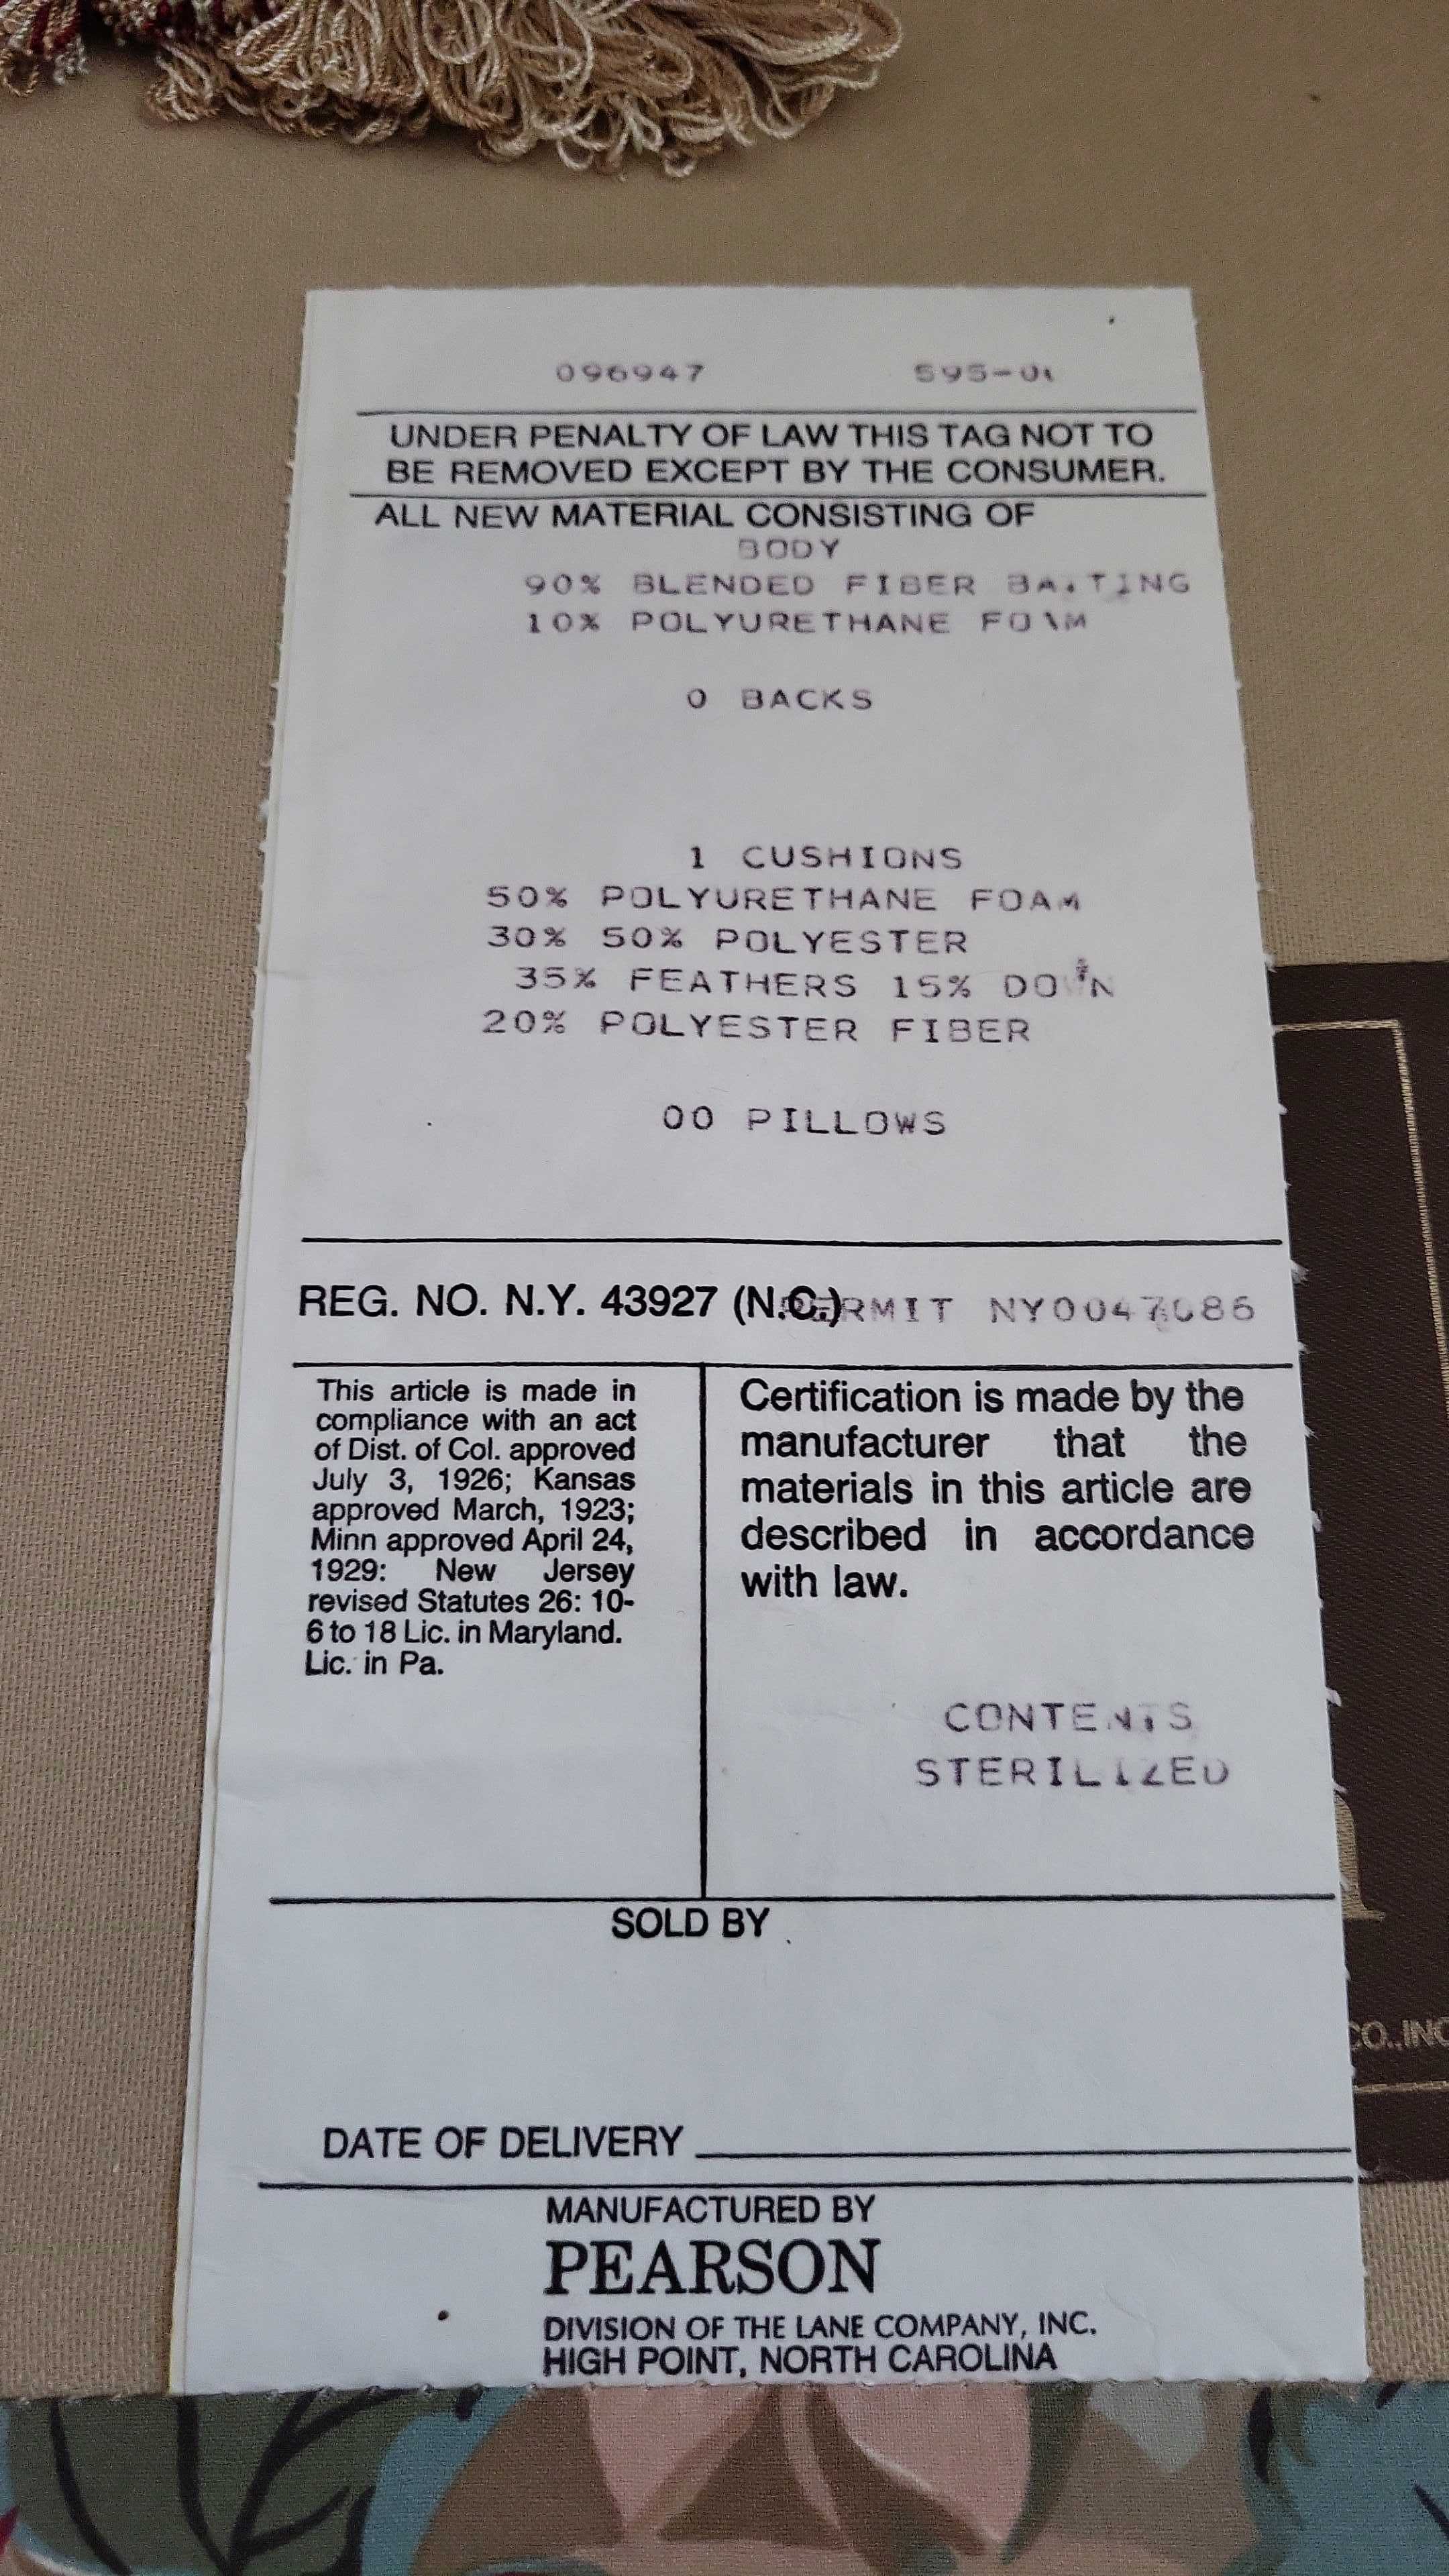 096947 595-0
UNDER PENALTY OF LAW THIS TAG NOT TO
BE REMOVED EXCEPT BY THE CONSUMER.
ALL NEW MATERIAL CONSISTING OF
BODY
90% BLENDED FIBER BATTING
10% POLYURETHANE FOAM
0 BACKS
1 CUSHIONS
50% POLYURETHANE FOAM
30% 50% POLYESTER
35% FEATHERS 15% DOWN
20% POLYESTER FIBER
00 PILLOWS
REG. NO. N.Y. 43927 (N.C.) PERMIT
This article is made in
compliance with an act
of Dist. of Col. approved
July 3, 1926; Kansas
approved March, 1923;
Minn approved April 24,
1929: New Jersey
revised Statutes 26: 10-
6 to 18 Lic. in Maryland.
Lic. in Pa.
Certification is made by the
manufacturer that the
materials in this article are
described in accordance
with law.
CONTENTS
STERILIZED
SOLD BY
DATE OF DELIVERY
MANUFACTURED BY
PEARSON
DIVISION OF THE LANE COMPANY, INC.
HIGH POINT, NORTH CAROLINA
CO., INC